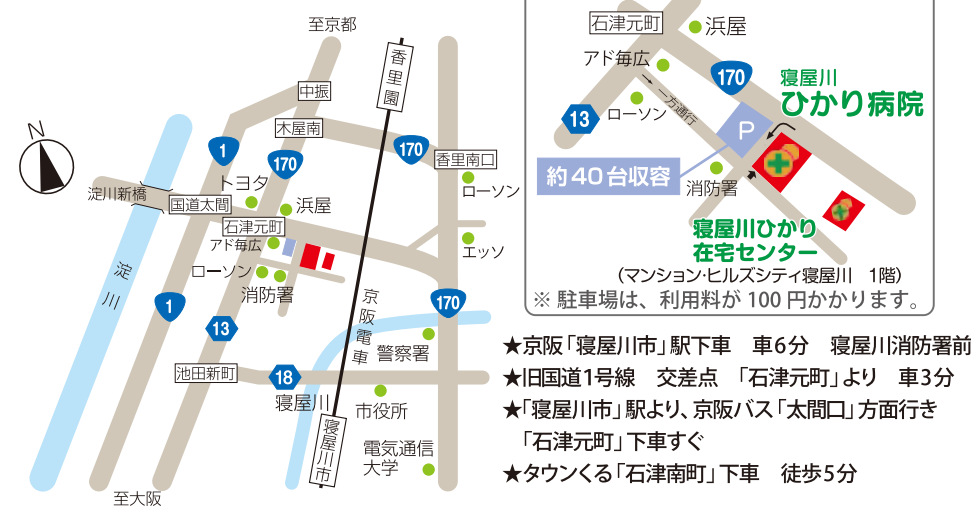 至京都
香里園
中振
木屋南
N
1
170
170
香里南口
ローソン
トヨタ
淀川新橋
国道太間
浜屋
石津元町
アド毎広
エッソ
ローソン
消防署
淀川
1
13
京阪電車
170
警察署
池田新町
18
寝屋川
市役所
寝屋川市
電気通信
大学
至大阪
石津元町
浜屋
アド毎広
170
寝屋川
ひかり病院
一方通行
ローソン
13
P
約40台収容
消防署
寝屋川ひかり
在宅センター
（マンション・ヒルズシティ寝屋川　1階）
※ 駐車場は、利用料が 100 円かかります。
★京阪「寝屋川市」駅下車　車6分　寝屋川消防署前
★旧国道1号線　交差点　「石津元町」より　車3分
★「寝屋川市」駅より、京阪バス「太間口」方面行き
「石津元町」下車すぐ
★タウンくる「石津南町」下車　徒歩5分